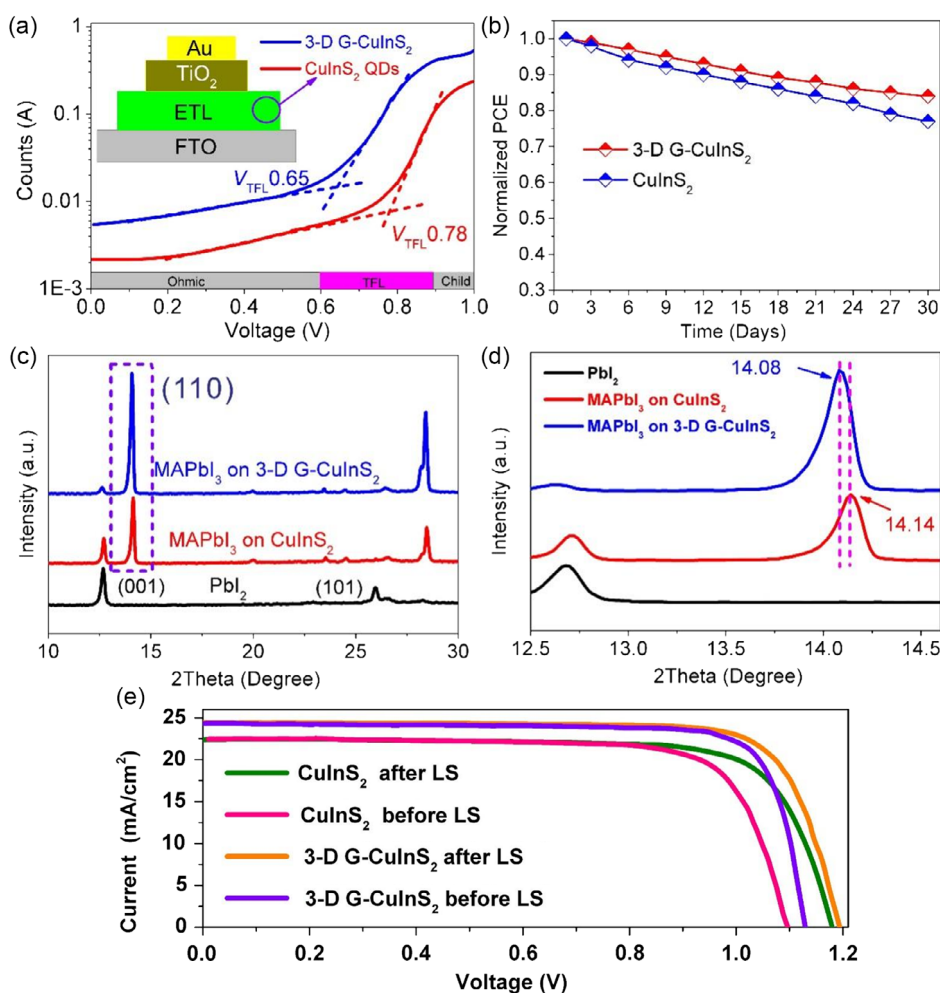 (a)
Counts (A)
1
0.1
0.01
1E-3
Au
TiO2
ETL
FTO
3-D G-CuInS2
CuInS2 QDs
VTFL0.65
VTFL0.78
Ohmic
TFL
Child
0.0 0.2 0.4 0.6 0.8 1.0
Voltage (V)
(b)
Normalized PCE
1.0
0.9
0.8
0.7
0.6
0.5
0.4
0.3
3-D G-CuInS2
CuInS2
0 3 6 9 12 15 18 21 24 27 30
Time (Days)
(c)
Intensity (a.u.)
(110)
MAPbI3 on 3-D G-CuInS2
MAPbI3 on CuInS2
(001) PbI2 (101)
10 15 20 25 30
2Theta (Degree)
(d)
Intensity (a.u.)
PbI2
MAPbI3 on CuInS2
MAPbI3 on 3-D G-CuInS2
14.08
14.14
12.5 13.0 13.5 14.0 14.5
2Theta (Degree)
(e)
Current (mA/cm2)
25
20
15
10
5
0
CuInS2 after LS
CuInS2 before LS
3-D G-CuInS2 after LS
3-D G-CuInS2 before LS
0.0 0.2 0.4 0.6 0.8 1.0 1.2
Voltage (V)